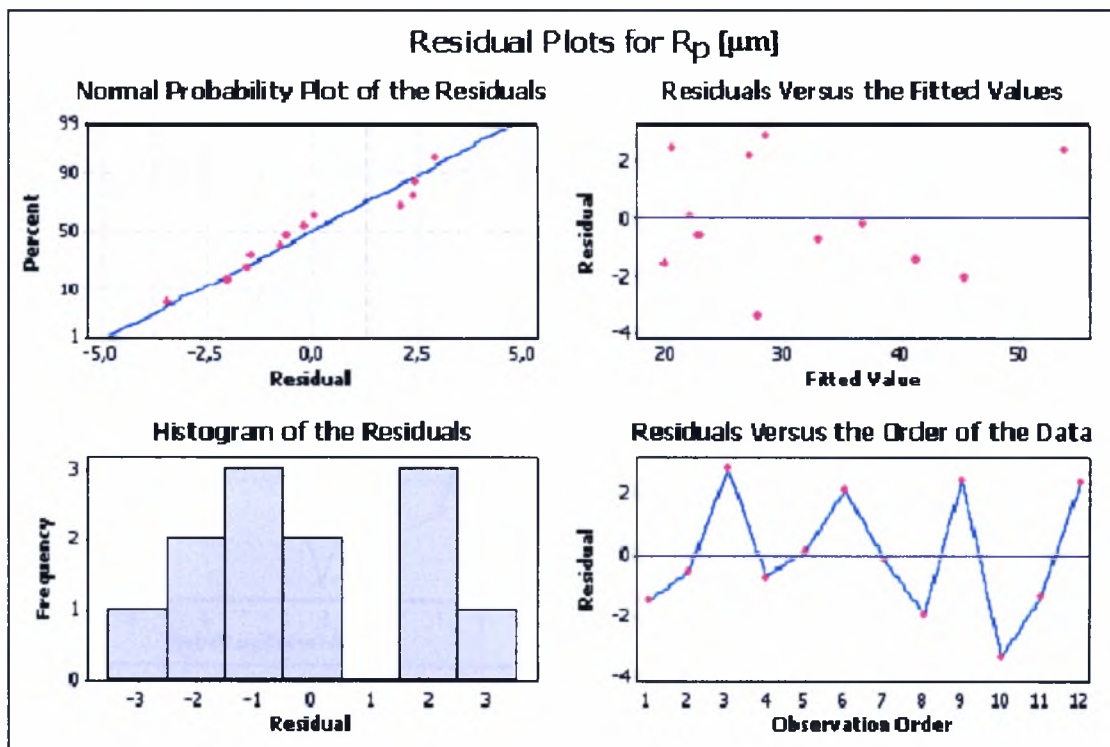 Residual Plots for Rp [µm]
Normal Probability Plot of the Residuals
99
90
50
10
1
Percent
-5,0 -2,5 0,0 2,5 5,0
Residual
Residuals Versus the Fitted Values
2
0
-2
-4
Residual
20 30 40 50
Fitted Value
Histogram of the Residuals
3
2
1
0
Frequency
-3 -2 -1 0 1 2 3
Residual
Residuals Versus the Order of the Data
2
0
-2
-4
Residual
1 2 3 4 5 6 7 8 9 10 11 12
Observation Order